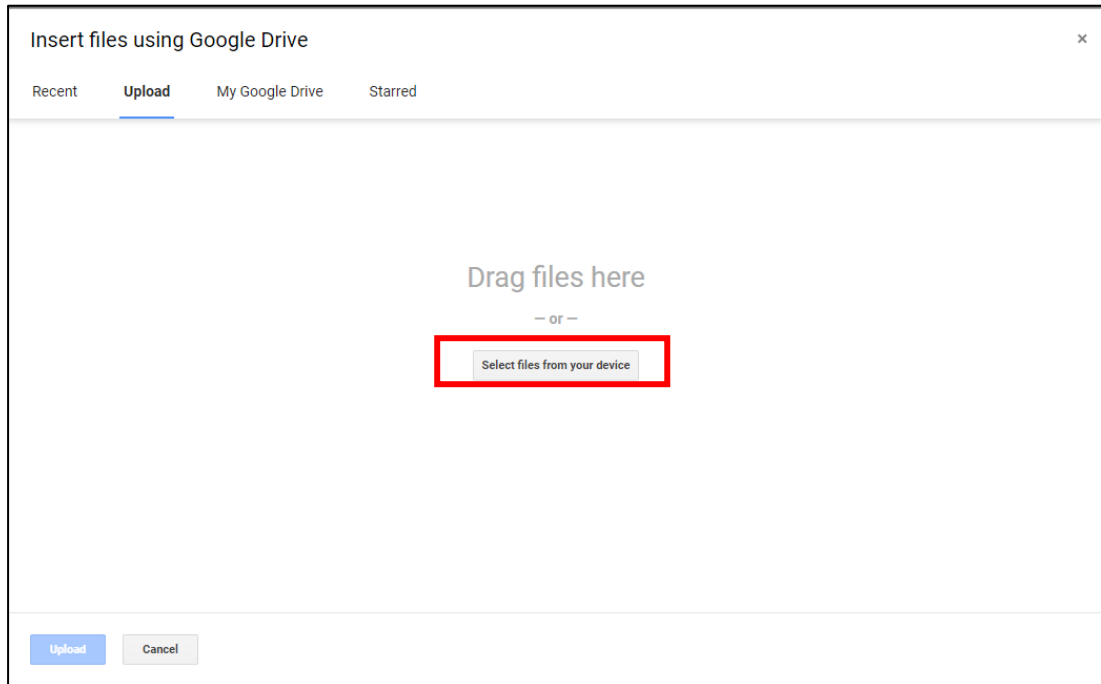 Insert files using Google Drive ×
Recent Upload My Google Drive Starred
Drag files here
— or —
Select files from your device
Upload Cancel